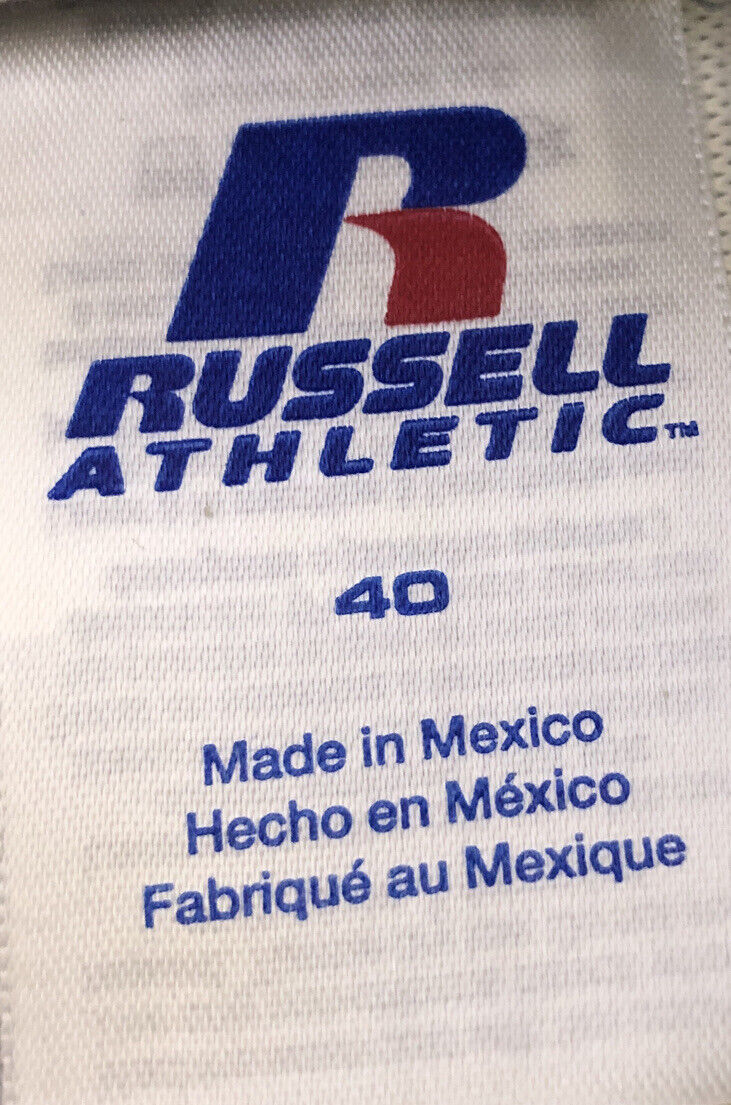 R
RUSSELL
ATHLETIC™
40
Made in Mexico
Hecho en México
Fabriqué au Mexique